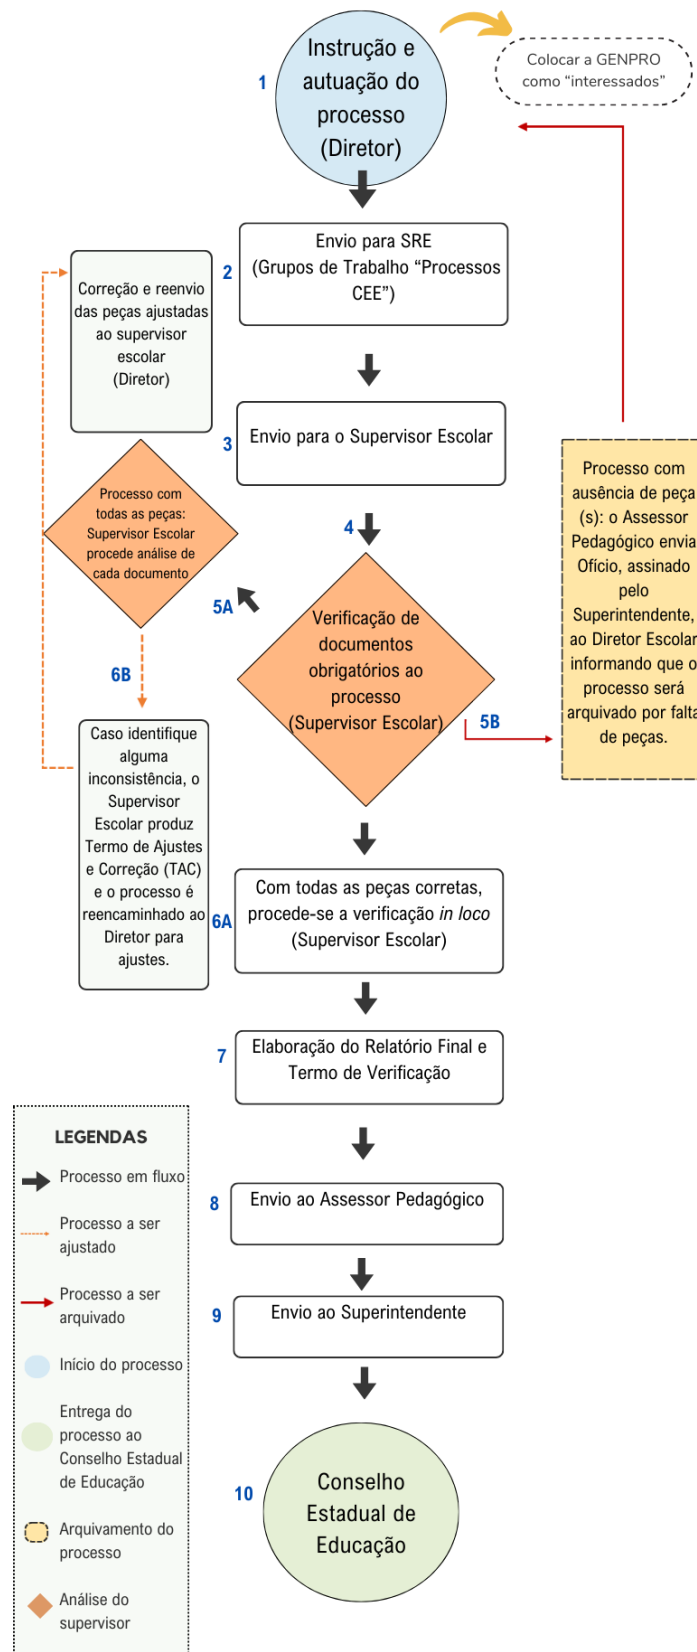 1
Instrução e
autuação do
processo
(Diretor)
Colocar a GENPRO
como “interessados”
2
Envio para SRE
(Grupos de Trabalho “Processos
CEE”)
Correção e reenvio
das peças ajustadas
ao supervisor
escolar
(Diretor)
3
Envio para o Supervisor Escolar
Processo com
todas as peças:
Supervisor Escolar
procede análise de
cada documento
4
5A
Verificação de
documentos
obrigatórios ao
processo
(Supervisor Escolar)
5B
Processo com
ausência de peça
(s): o Assessor
Pedagógico envia
Ofício, assinado
pelo
Superintendente,
ao Diretor Escolar
informando que o
processo será
arquivado por falta
de peças.
6B
Caso identifique
alguma
inconsistência, o
Supervisor
Escolar produz
Termo de Ajustes
e Correção (TAC)
e o processo é
reencaminhado ao
Diretor para
ajustes.
6A
Com todas as peças corretas,
procede-se a verificação in loco
(Supervisor Escolar)
7
Elaboração do Relatório Final e
Termo de Verificação
8
Envio ao Assessor Pedagógico
9
Envio ao Superintendente
10
Conselho
Estadual de
Educação
LEGENDAS
Processo em fluxo
Processo a ser
ajustado
Processo a ser
arquivado
Início do processo
Entrega do
processo ao
Conselho Estadual
de Educação
Arquivamento do
processo
Análise do
supervisor